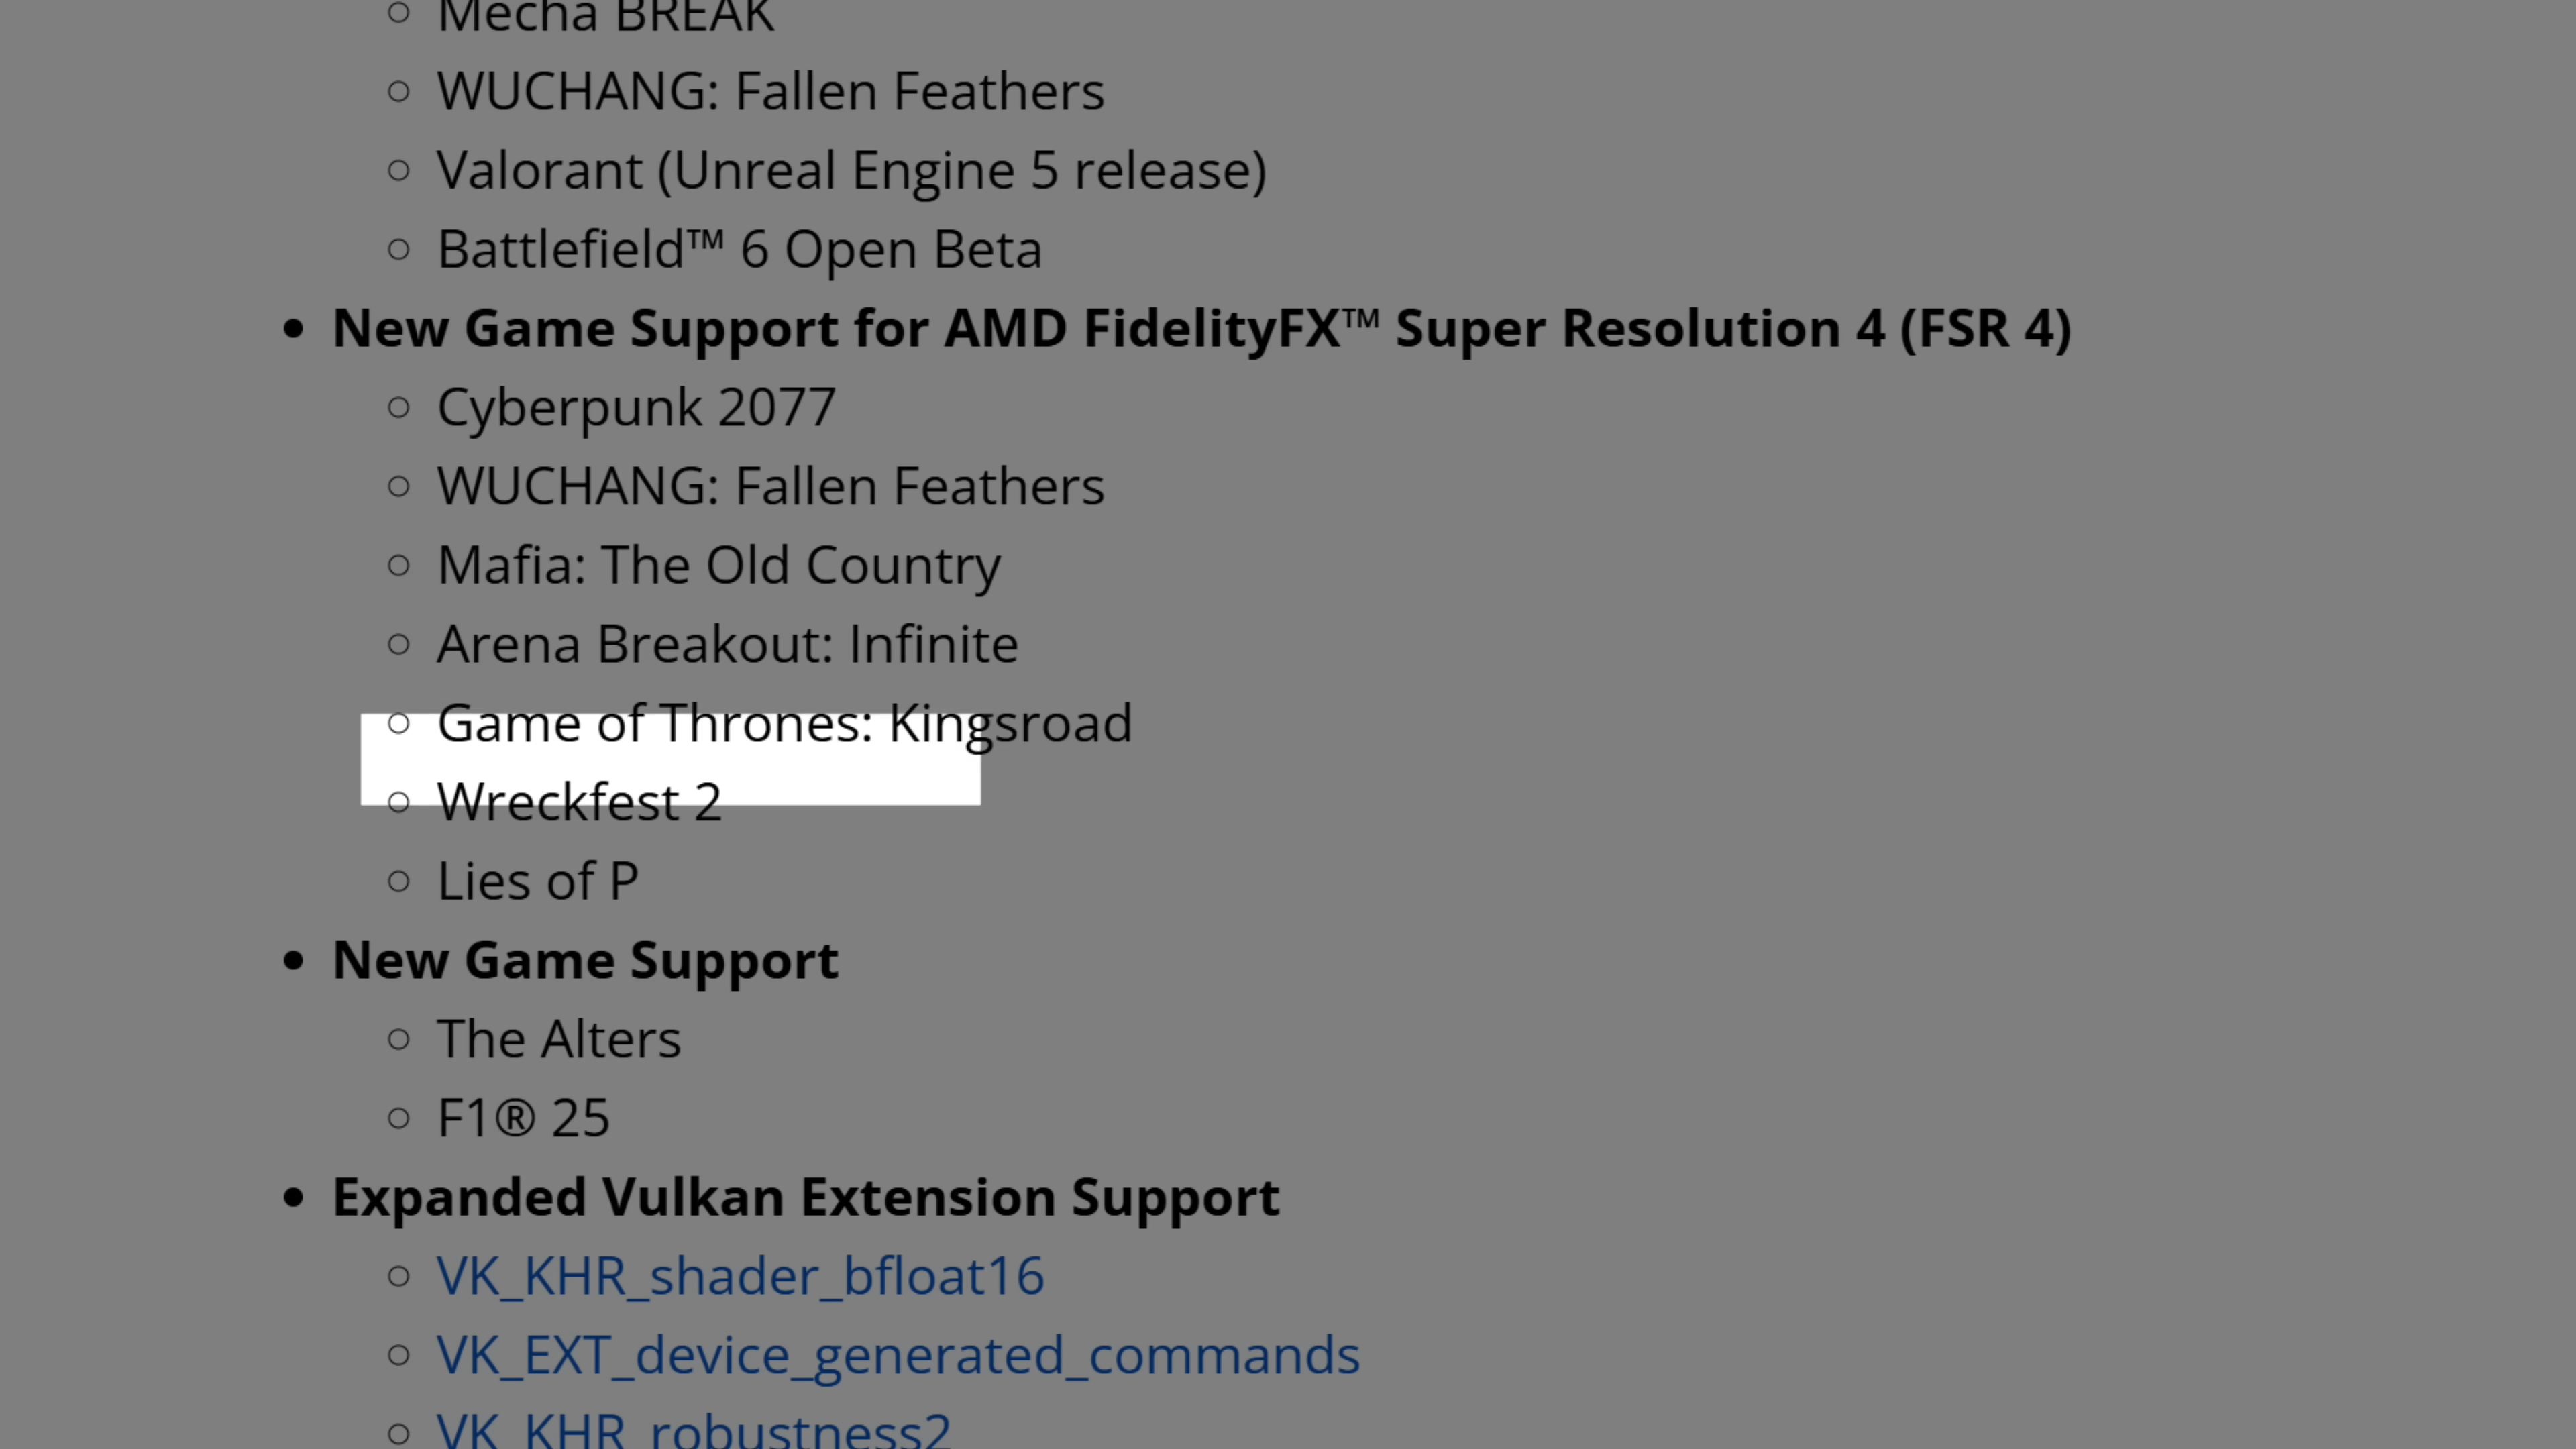 Mecha BREAK
WUCHANG: Fallen Feathers
Valorant (Unreal Engine 5 release)
Battlefield™ 6 Open Beta
New Game Support for AMD FidelityFX™ Super Resolution 4 (FSR 4)
Cyberpunk 2077
WUCHANG: Fallen Feathers
Mafia: The Old Country
Arena Breakout: Infinite
Game of Thrones: Kingsroad
Wreckfest 2
Lies of P
New Game Support
The Alters
F1® 25
Expanded Vulkan Extension Support
VK_KHR_shader_bfloat16
VK_EXT_device_generated_commands
VK_KHR_robustness2